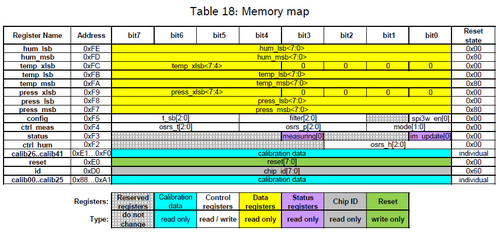 Table 18: Memory map
Register Name Address bit7 bit6 bit5 bit4 bit3 bit2 bit1 bit0 Reset state
hum_lsb 0xFE hum_lsb<7:0> 0x00
hum_msb 0xFD hum_msb<7:0> 0x80
temp_xlsb 0xFC temp_xlsb<7:4> 0 0 0 0 0x00
temp_lsb 0xFB temp_lsb<7:0> 0x00
temp_msb 0xFA temp_msb<7:0> 0x80
press_xlsb 0xF9 press_xlsb<7:4> 0 0 0 0 0x00
press_lsb 0xF8 press_lsb<7:0> 0x00
press_msb 0xF7 press_msb<7:0> 0x80
config 0xF5 t_sb[2:0] filter[2:0] spi3w_en[0] 0x00
ctrl_meas 0xF4 osrs_t[2:0] osrs_p[2:0] mode[1:0] 0x00
status 0xF3 measuring[0] im_update[0] 0x00
ctrl_hum 0xF2 osrs_h[2:0] 0x00
calib26..calib41 0xE1...0xF0 calibration data individual
reset 0xE0 reset[7:0] 0x00
id 0xD0 chip_id[7:0] 0x60
calib00..calib25 0x88...0xA1 calibration data individual
Registers: Reserved registers Calibration data Control registers Data registers Status registers Chip ID Reset
Type: do not change read only read / write read only read only read only write only